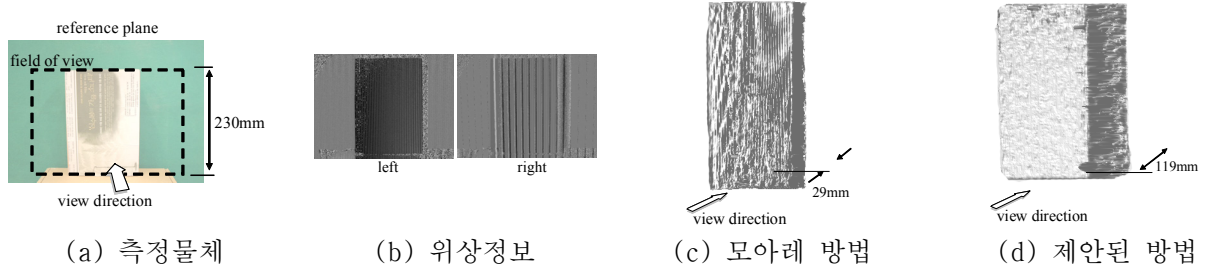 reference plane
field of view
230mm
view direction
left
right
29mm
view direction
119mm
view direction
(a) 측정물체
(b) 위상정보
(c) 모아레 방법
(d) 제안된 방법